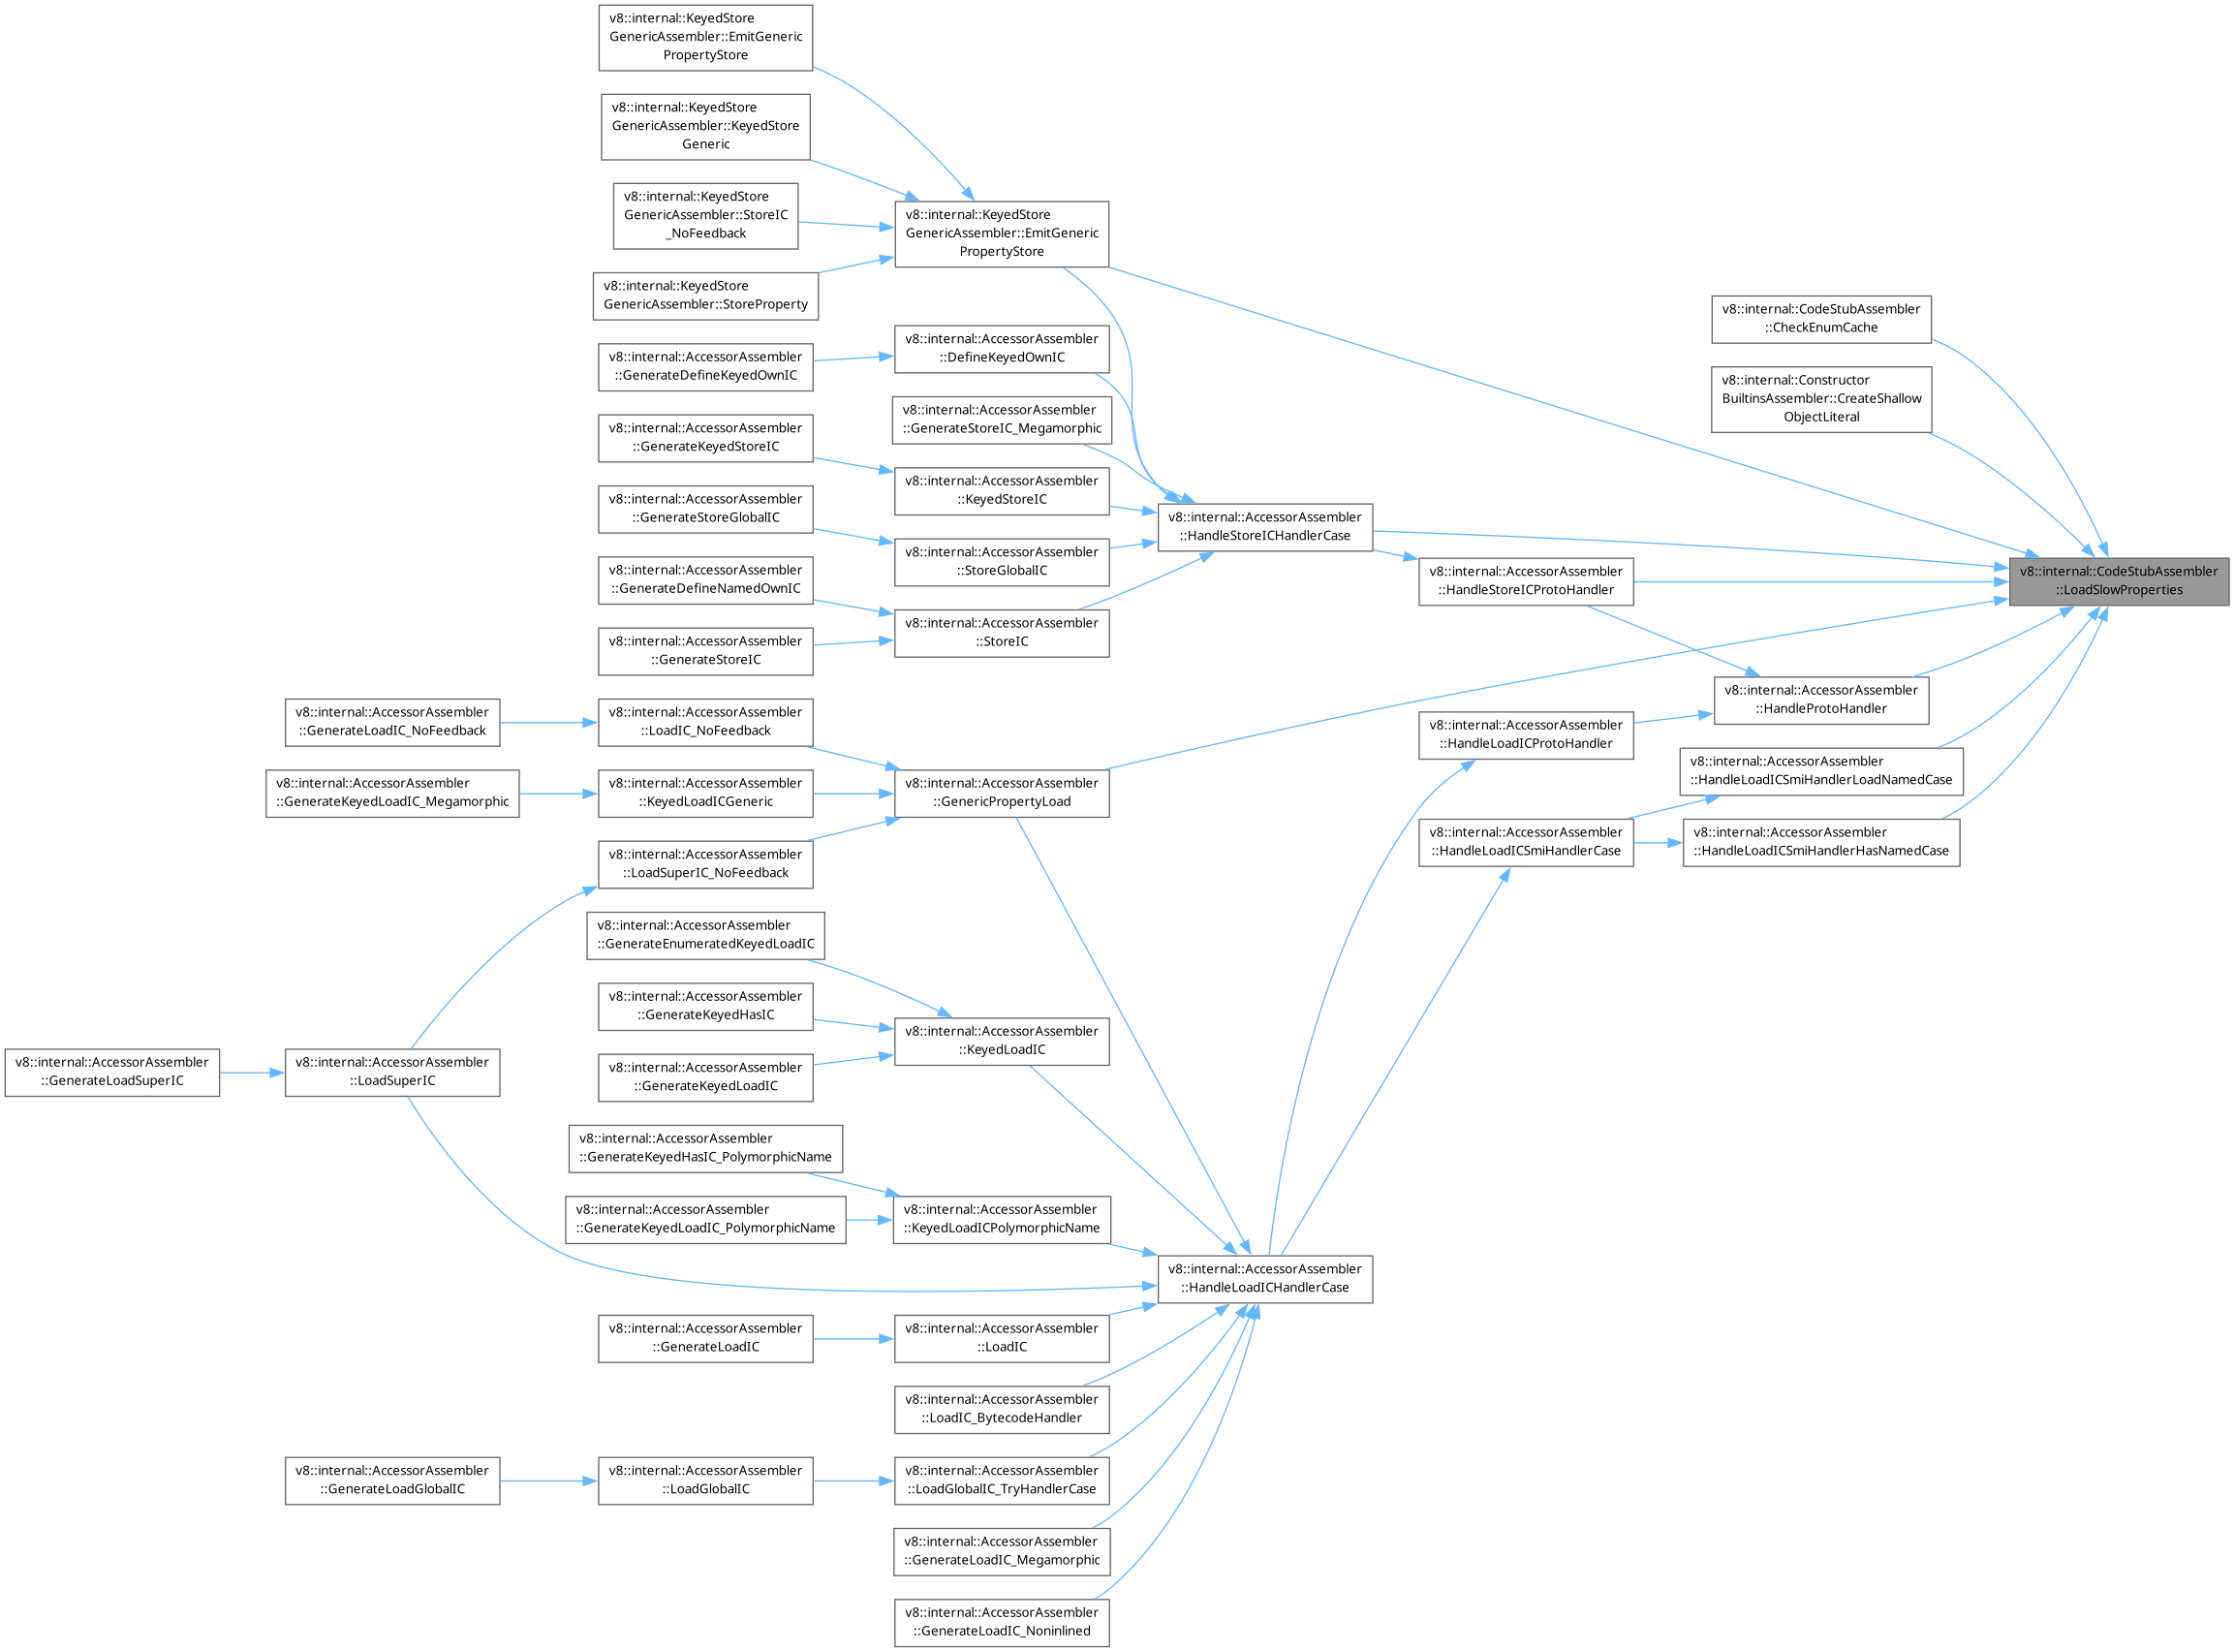 v8::internal::KeyedStore
GenericAssembler::EmitGeneric
PropertyStore
v8::internal::KeyedStore
GenericAssembler::KeyedStore
Generic
v8::internal::KeyedStore
GenericAssembler::StoreIC
_NoFeedback
v8::internal::KeyedStore
GenericAssembler::StoreProperty
v8::internal::AccessorAssembler
::GenerateDefineKeyedOwnIC
v8::internal::AccessorAssembler
::GenerateKeyedStoreIC
v8::internal::AccessorAssembler
::GenerateStoreGlobalIC
v8::internal::AccessorAssembler
::GenerateDefineNamedOwnIC
v8::internal::AccessorAssembler
::GenerateStoreIC
v8::internal::KeyedStore
GenericAssembler::EmitGeneric
PropertyStore
v8::internal::AccessorAssembler
::DefineKeyedOwnIC
v8::internal::AccessorAssembler
::GenerateStoreIC_Megamorphic
v8::internal::AccessorAssembler
::KeyedStoreIC
v8::internal::AccessorAssembler
::StoreGlobalIC
v8::internal::AccessorAssembler
::StoreIC
v8::internal::AccessorAssembler
::HandleStoreICHandlerCase
v8::internal::AccessorAssembler
::HandleStoreICProtoHandler
v8::internal::CodeStubAssembler
::CheckEnumCache
v8::internal::Constructor
BuiltinsAssembler::CreateShallow
ObjectLiteral
v8::internal::CodeStubAssembler
::LoadSlowProperties
v8::internal::AccessorAssembler
::HandleProtoHandler
v8::internal::AccessorAssembler
::HandleLoadICProtoHandler
v8::internal::AccessorAssembler
::HandleLoadICSmiHandlerLoadNamedCase
v8::internal::AccessorAssembler
::HandleLoadICSmiHandlerCase
v8::internal::AccessorAssembler
::HandleLoadICSmiHandlerHasNamedCase
v8::internal::AccessorAssembler
::GenerateLoadIC_NoFeedback
v8::internal::AccessorAssembler
::LoadIC_NoFeedback
v8::internal::AccessorAssembler
::GenerateKeyedLoadIC_Megamorphic
v8::internal::AccessorAssembler
::KeyedLoadICGeneric
v8::internal::AccessorAssembler
::GenericPropertyLoad
v8::internal::AccessorAssembler
::LoadSuperIC_NoFeedback
v8::internal::AccessorAssembler
::GenerateEnumeratedKeyedLoadIC
v8::internal::AccessorAssembler
::GenerateKeyedHasIC
v8::internal::AccessorAssembler
::KeyedLoadIC
v8::internal::AccessorAssembler
::GenerateKeyedLoadIC
v8::internal::AccessorAssembler
::GenerateLoadSuperIC
v8::internal::AccessorAssembler
::LoadSuperIC
v8::internal::AccessorAssembler
::GenerateKeyedHasIC_PolymorphicName
v8::internal::AccessorAssembler
::GenerateKeyedLoadIC_PolymorphicName
v8::internal::AccessorAssembler
::KeyedLoadICPolymorphicName
v8::internal::AccessorAssembler
::HandleLoadICHandlerCase
v8::internal::AccessorAssembler
::GenerateLoadIC
v8::internal::AccessorAssembler
::LoadIC
v8::internal::AccessorAssembler
::LoadIC_BytecodeHandler
v8::internal::AccessorAssembler
::GenerateLoadGlobalIC
v8::internal::AccessorAssembler
::LoadGlobalIC
v8::internal::AccessorAssembler
::LoadGlobalIC_TryHandlerCase
v8::internal::AccessorAssembler
::GenerateLoadIC_Megamorphic
v8::internal::AccessorAssembler
::GenerateLoadIC_Noninlined